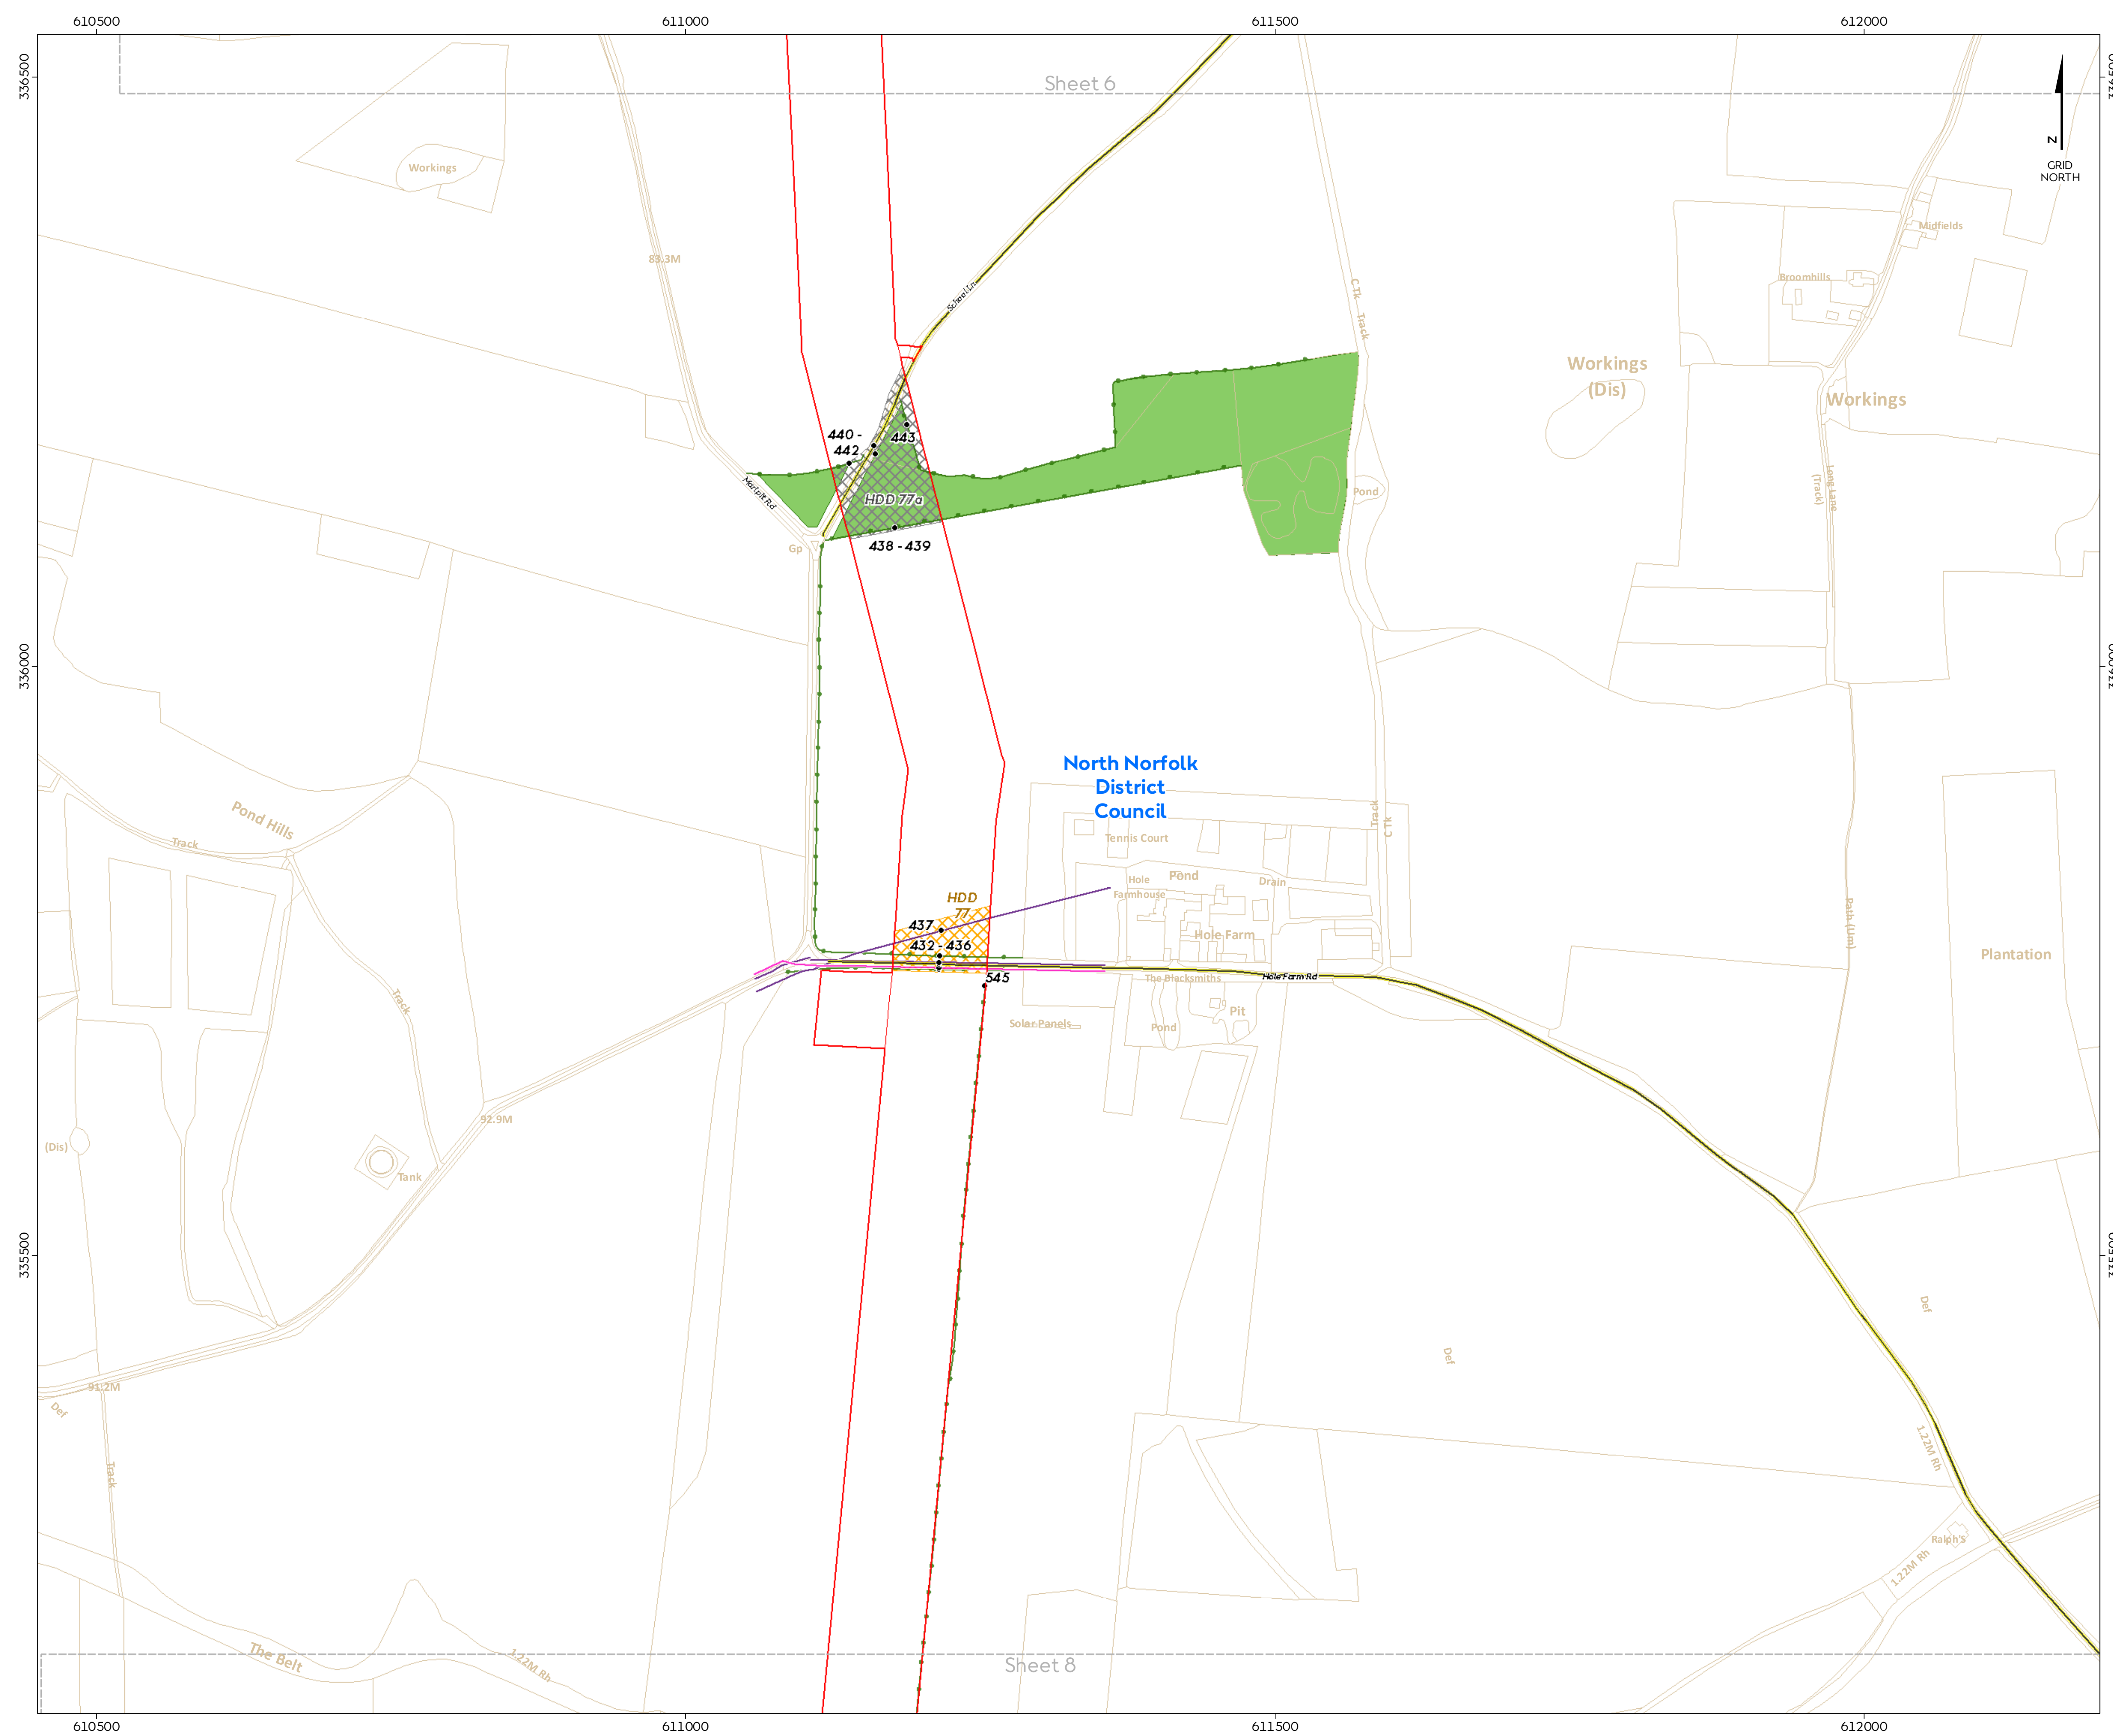 610500
611000
611500
612000
336500
336500
Sheet 6
N
GRID
NORTH
Workings
Midfields
83.3M
Broomhills
School Ln
C Tk
Track
Workings
(Dis)
Workings
440 -
442
443
Marlpit Rd
HDD 77a
Pond
Long Lane
(Track)
Gp
438 - 439
336000
336000
North Norfolk
District
Council
Pond Hills
Track
Track
C Tk
Tennis Court
Hole
Farmhouse
Pond
Drain
HDD
77
437
432 - 436
Hole Farm
Path (Um)
Plantation
545
The Blacksmiths
Hole Farm Rd
Track
Solar Panels
Pond
Pit
92.9M
(Dis)
Tank
335500
335500
Def
Def
91.2M
Def
Track
1.22M Rh
Ralph'S
1.22M Rh
The Belt
1.22M Rh
Sheet 8
610500
611000
611500
612000